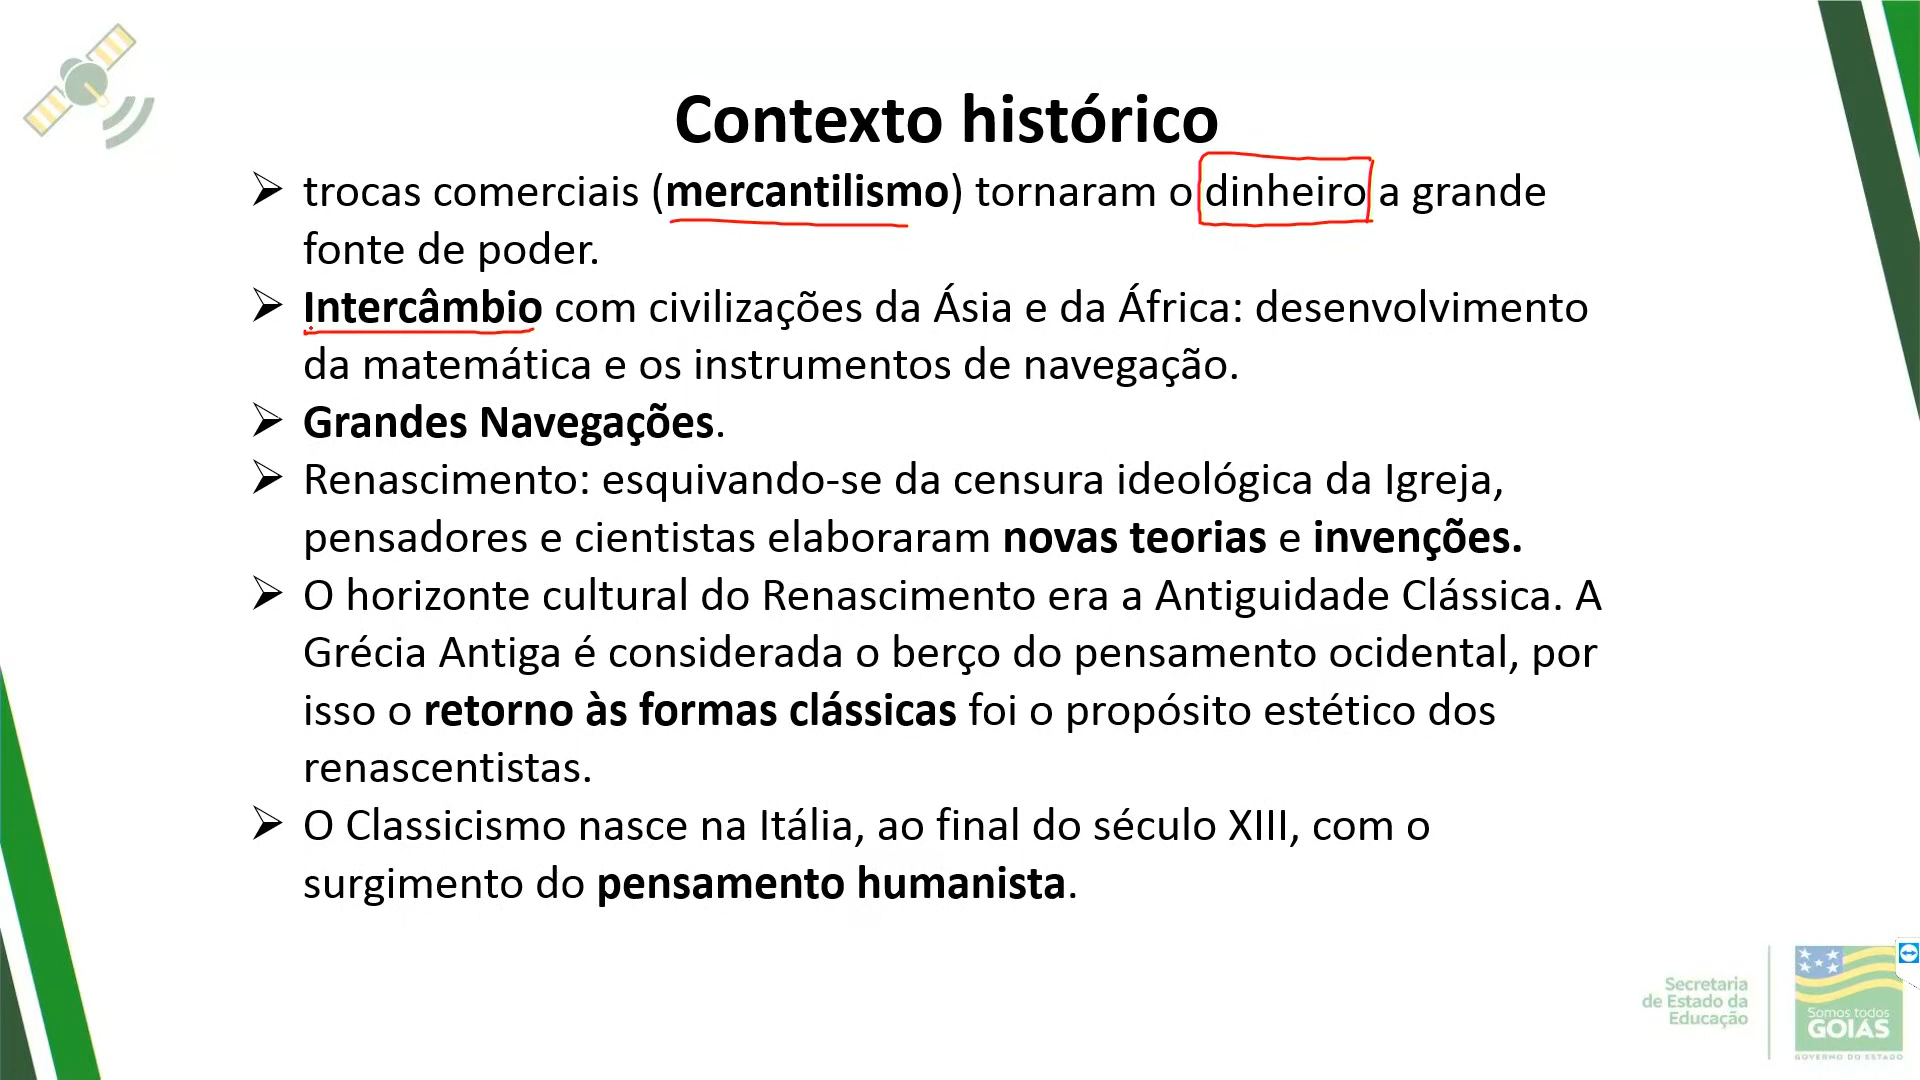 Contexto histórico
➢ trocas comerciais (mercantilismo) tornaram o dinheiro a grande
fonte de poder.
➢ Intercâmbio com civilizações da Ásia e da África: desenvolvimento
da matemática e os instrumentos de navegação.
➢ Grandes Navegações.
➢ Renascimento: esquivando-se da censura ideológica da Igreja,
pensadores e cientistas elaboraram novas teorias e invenções.
➢ O horizonte cultural do Renascimento era a Antiguidade Clássica. A
Grécia Antiga é considerada o berço do pensamento ocidental, por
isso o retorno às formas clássicas foi o propósito estético dos
renascentistas.
➢ O Classicismo nasce na Itália, ao final do século XIII, com o
surgimento do pensamento humanista.
Secretaria
de Estado da
Educação
Somos todos
GOIÁS
GOVERNO DO ESTADO